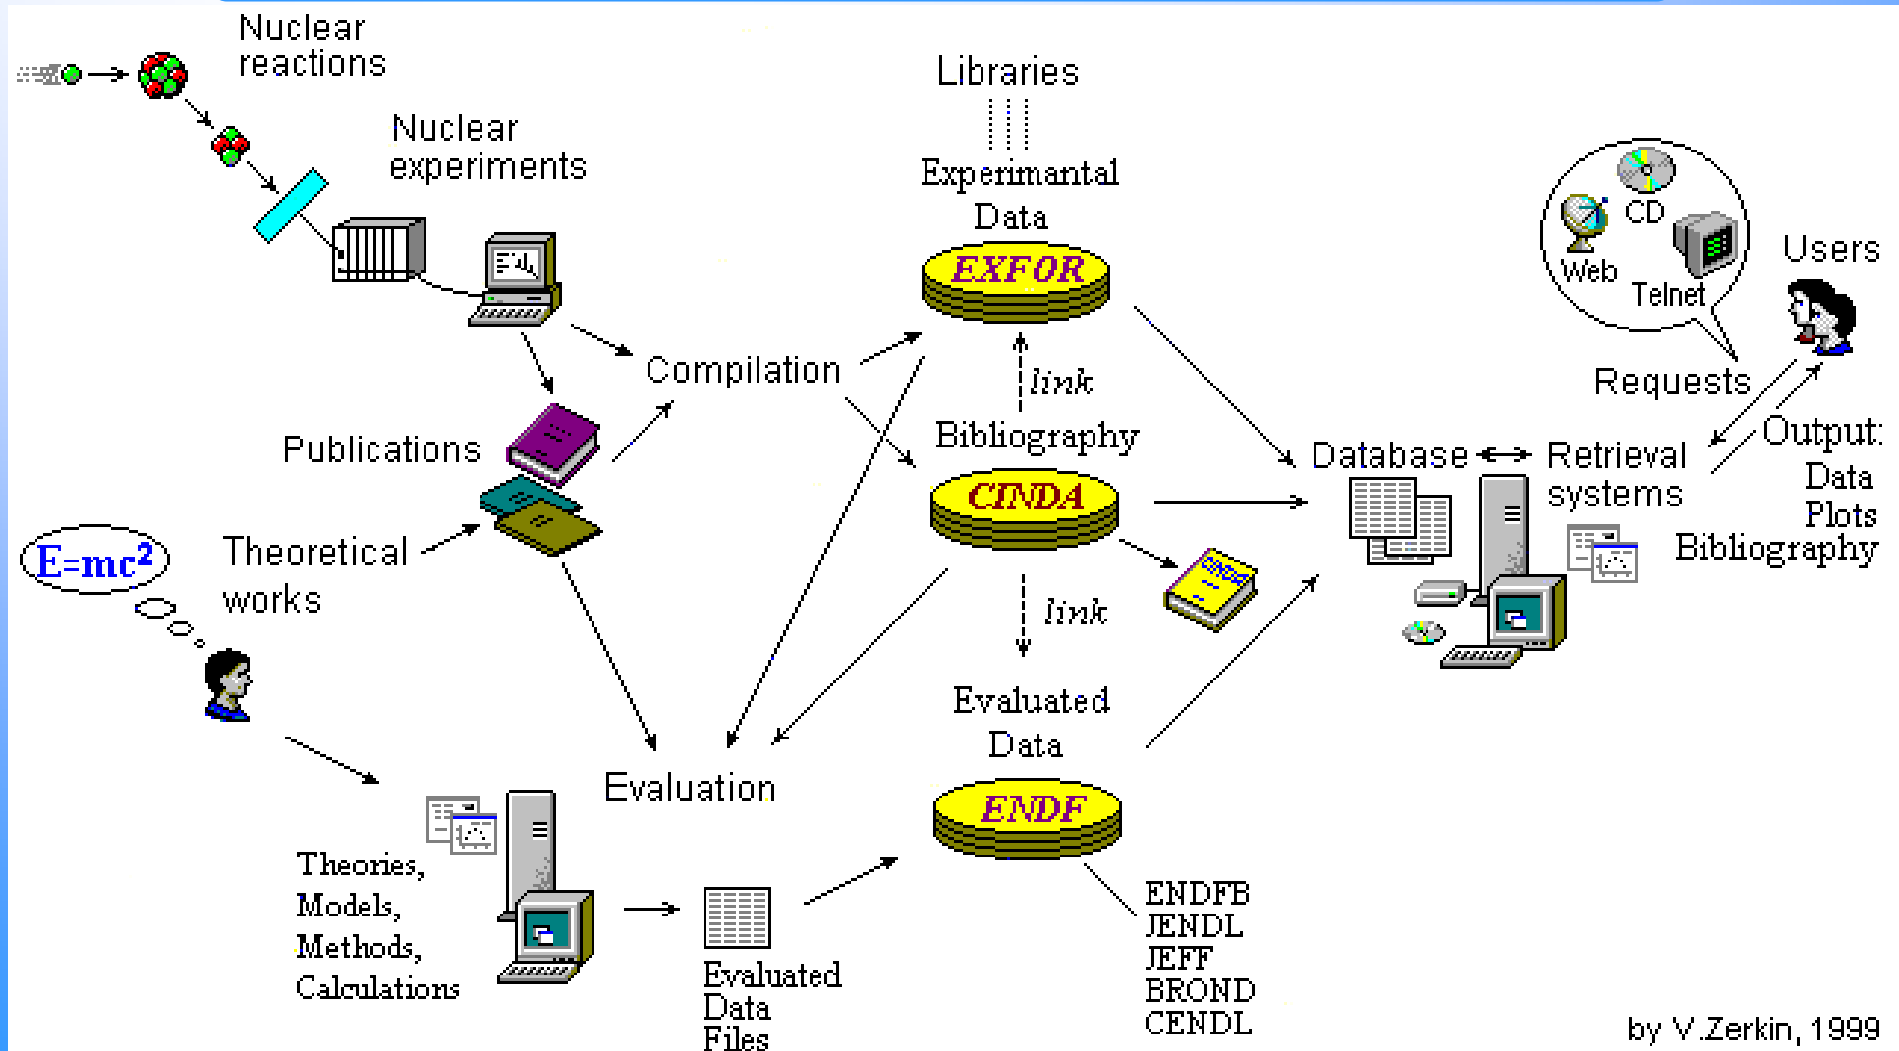 Nuclear
reactions
Nuclear
experiments
Libraries
Experimantal
Data
EXFOR
link
Compilation
Publications
Bibliography
CINDA
CINDA
link
E=mc²
Theoretical
works
Evaluated
Data
ENDF
Evaluation
Theories,
Models,
Methods,
Calculations
Evaluated
Data
Files
ENDFB
JENDL
JEFF
BROND
CENDL
CD
Web
Telnet
Users
Requests
Output:
Data
Plots
Bibliography
Database
Retrieval
systems
by V.Zerkin, 1999